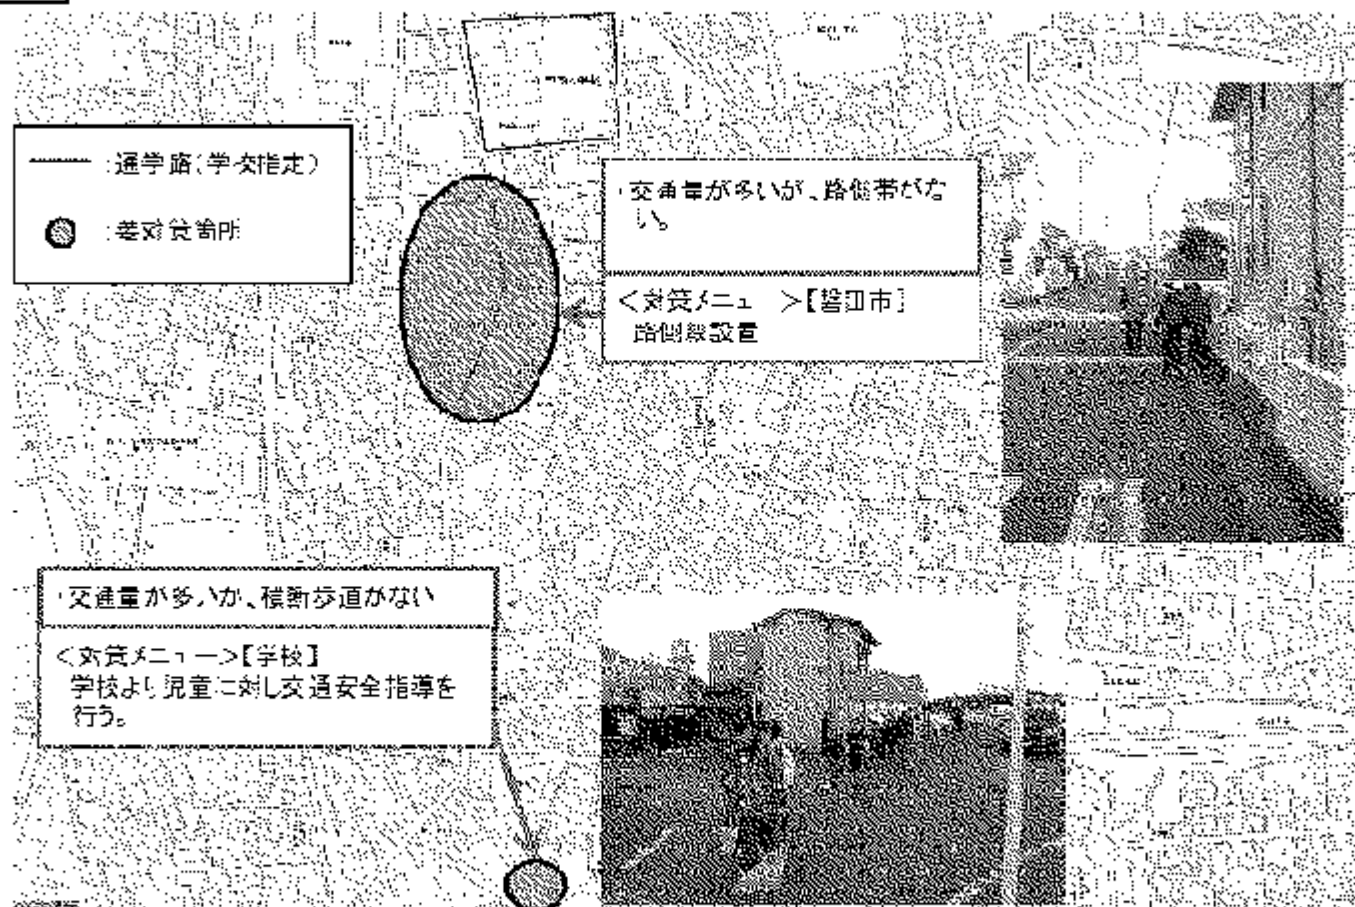 :通学路(学校指定)
:要対策箇所
・交通量が多いが、路側帯がな
い。
<対策メニュー>【磐田市】
路側線設置
・交通量が多いが、横断歩道がない
<対策メニュー>【学校】
学校より児童に対し交通安全指導を
行う。